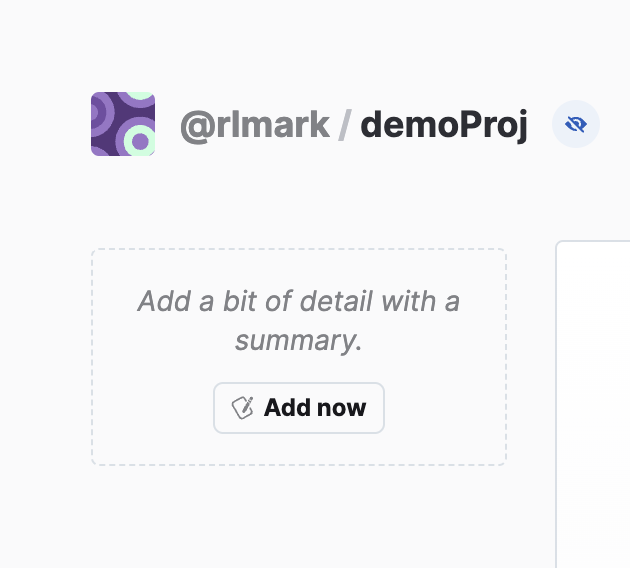 @rlmark / demoProj
Add a bit of detail with a
summary.
Add now